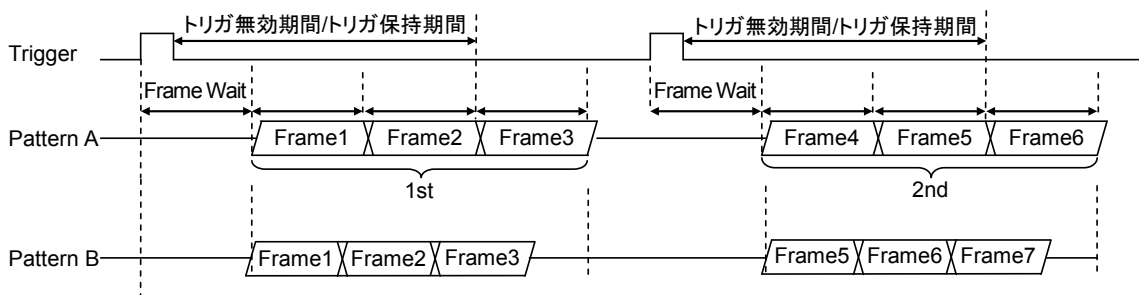 トリガ無効期間/トリガ保持期間
トリガ無効期間/トリガ保持期間
Trigger
Frame Wait
Frame Wait
Pattern A
Frame1
Frame2
Frame3
Frame4
Frame5
Frame6
1st
2nd
Pattern B
Frame1
Frame2
Frame3
Frame5
Frame6
Frame7